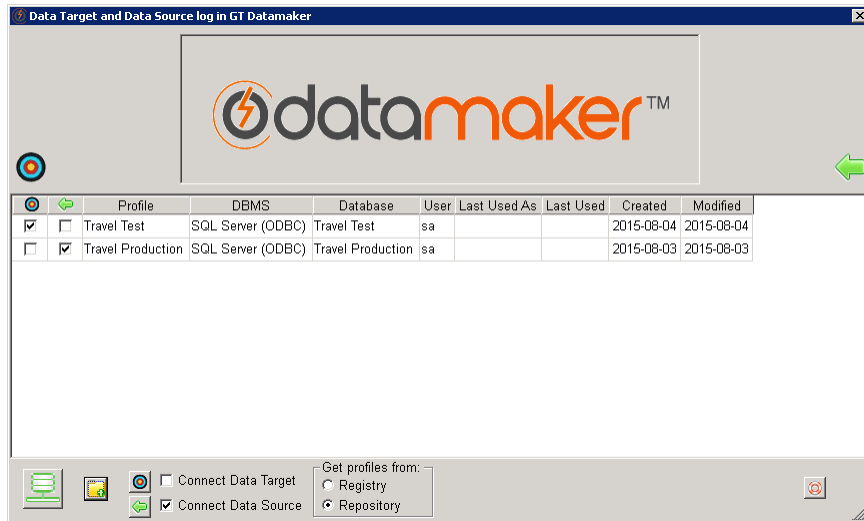 Data Target and Data Source log in GT Datamaker
datamaker™
Profile DBMS Database User Last Used As Last Used Created Modified
Travel Test SQL Server (ODBC) Travel Test sa 2015-08-04 2015-08-04
Travel Production SQL Server (ODBC) Travel Production sa 2015-08-03 2015-08-03
Get profiles from:
Connect Data Target
Registry
Connect Data Source
Repository